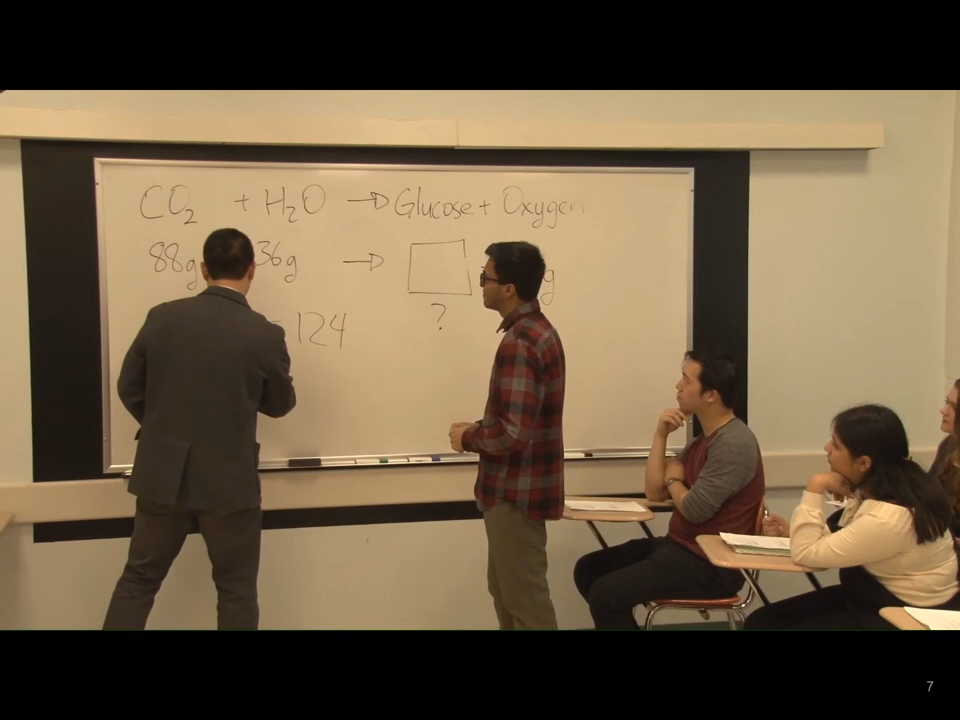 CO₂ + H₂O → Glucose + Oxygen
88g 36g → □ g
= 124 ?
7